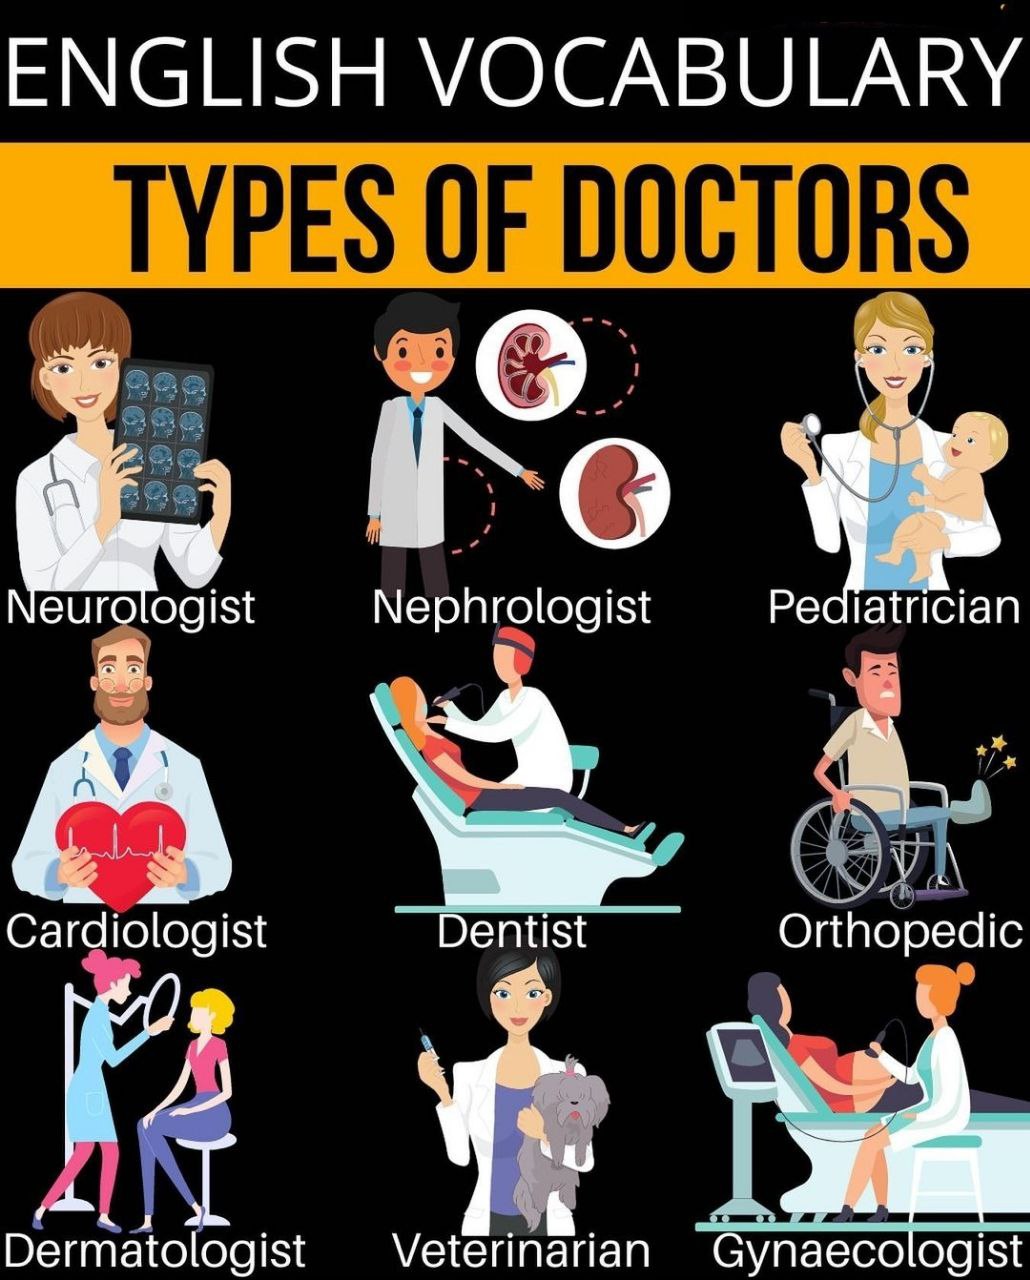 ENGLISH VOCABULARY
TYPES OF DOCTORS
Neurologist
Nephrologist
Pediatrician
Cardiologist
Dentist
Orthopedic
Dermatologist
Veterinarian
Gynaecologist